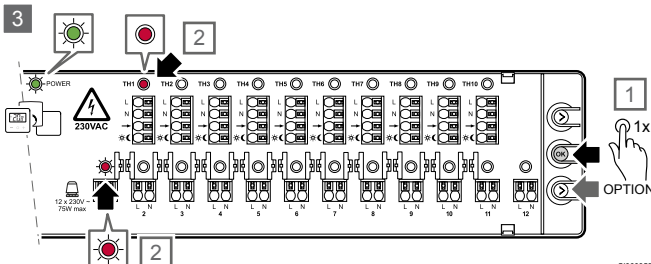 3
2
POWER
TH1 TH2 TH3 TH4 TH5 TH6 TH7 TH8 TH9 TH10
L L L L L L L L L L
N N N N N N N N N N
230VAC
1
1x
OK
OPTION
12 x 230V ~
75W max
L N L N L N L N L N L N L N L N L N L N L N
2 3 4 5 6 7 8 9 10 11 12
2